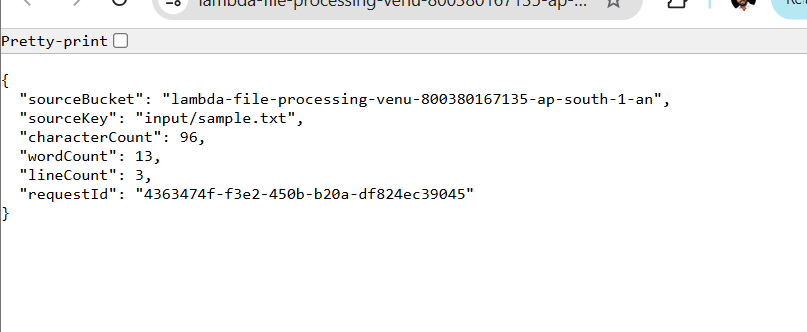 lambda-file-processing-venu-800380167135-ap-...
Pretty-print
{
  "sourceBucket": "lambda-file-processing-venu-800380167135-ap-south-1-an",
  "sourceKey": "input/sample.txt",
  "characterCount": 96,
  "wordCount": 13,
  "lineCount": 3,
  "requestId": "4363474f-f3e2-450b-b20a-df824ec39045"
}